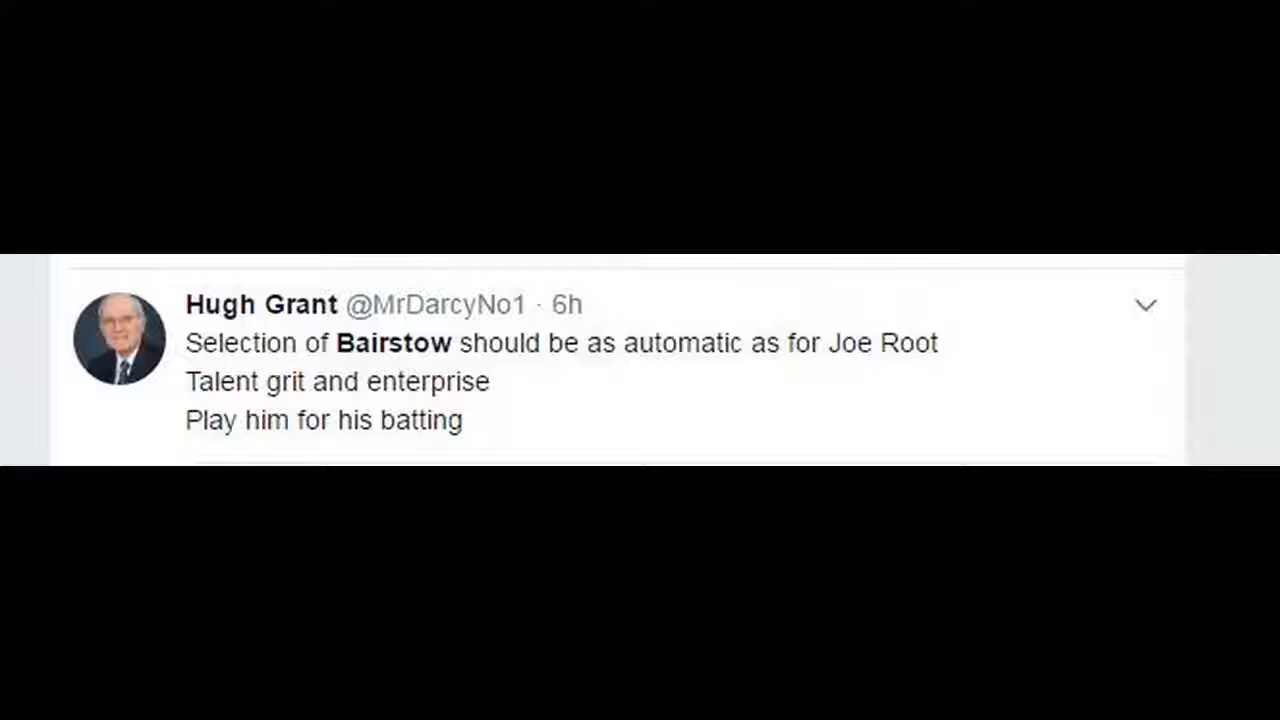 Hugh Grant @MrDarcyNo1 · 6h
Selection of Bairstow should be as automatic as for Joe Root
Talent grit and enterprise
Play him for his batting